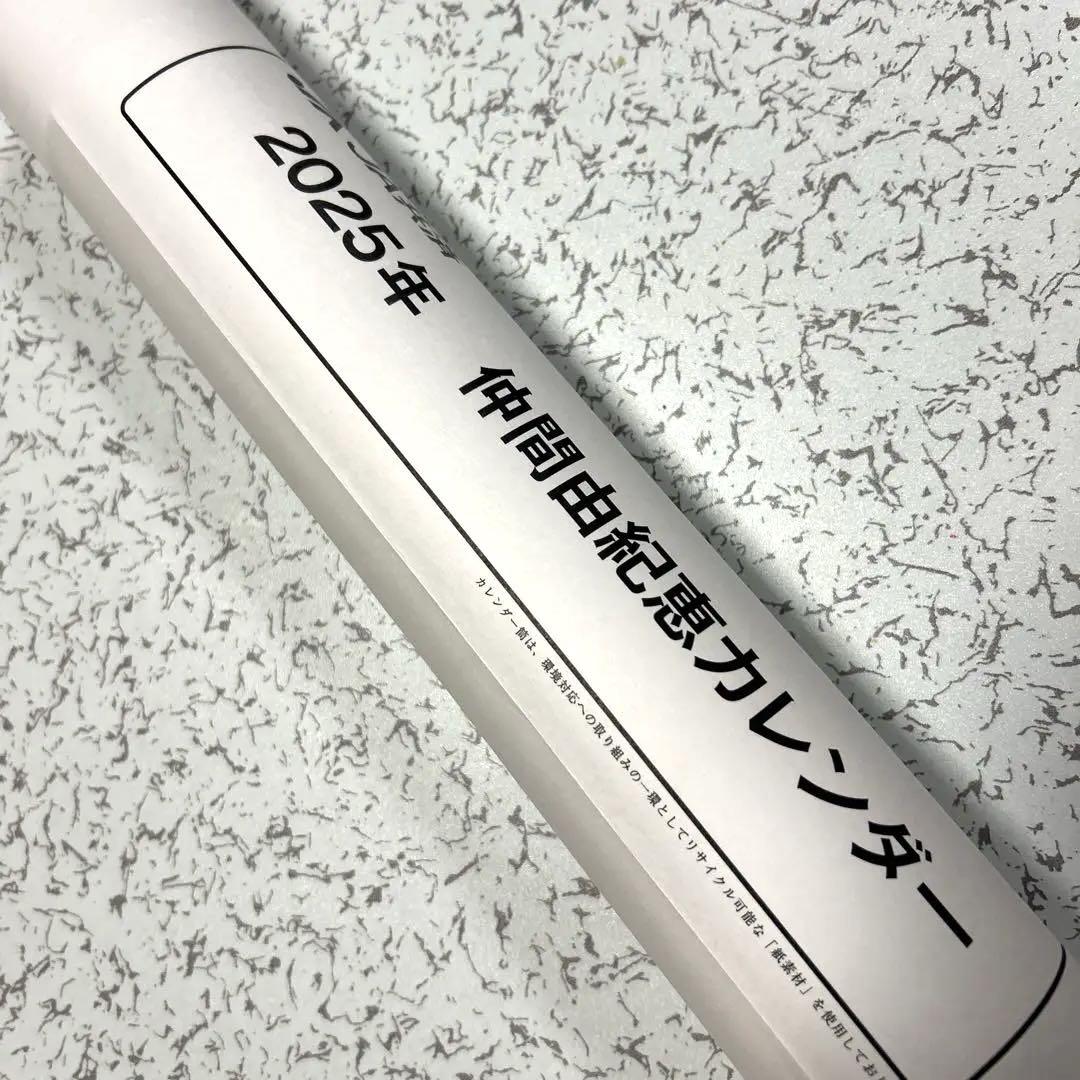 2025年 仲間由紀恵カレンダー
カレンダー筒は、環境対応への取り組みの一環としてリサイクル可能な「紙素材」を使用してお